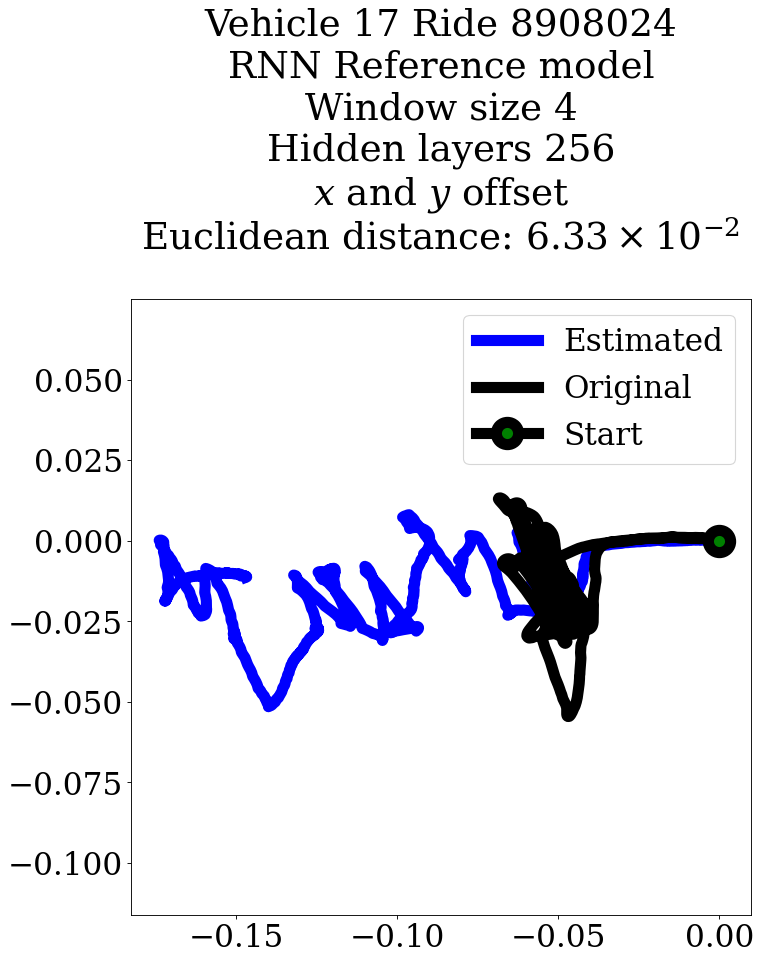 Vehicle 17 Ride 8908024
RNN Reference model
Window size 4
Hidden layers 256
x and y offset
Euclidean distance: 6.33 × 10⁻²
Estimated
Original
Start
0.050
0.025
0.000
−0.025
−0.050
−0.075
−0.100
−0.15 −0.10 −0.05 0.00